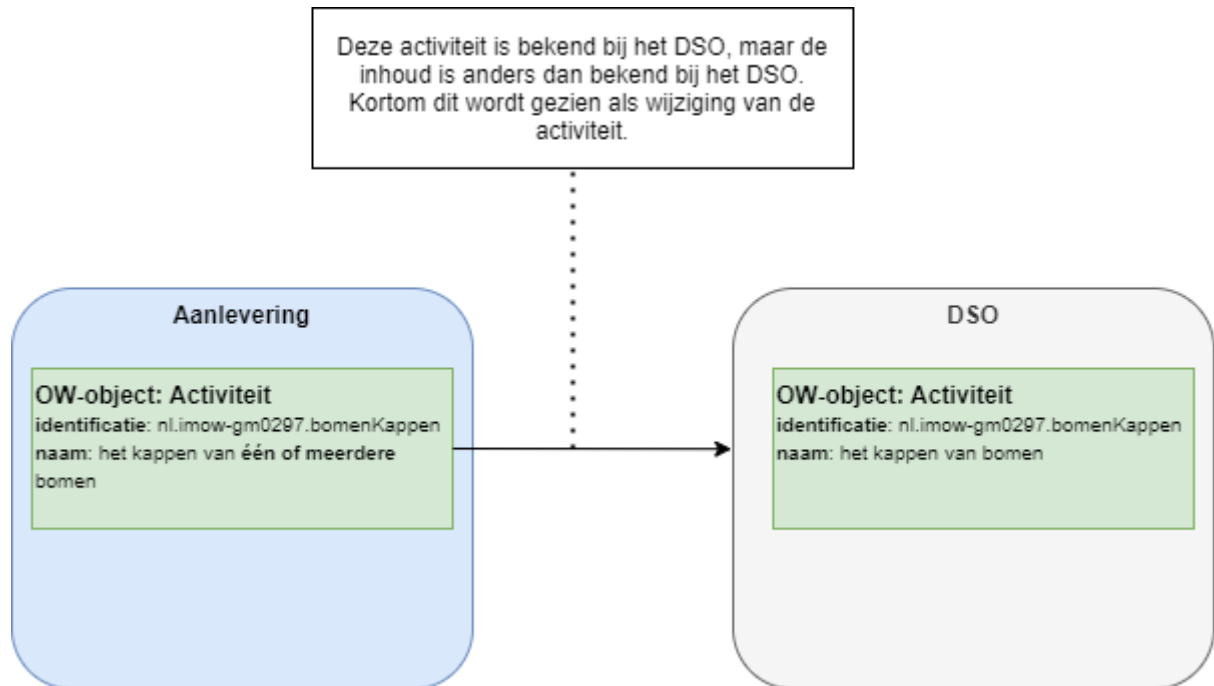 Deze activiteit is bekend bij het DSO, maar de
inhoud is anders dan bekend bij het DSO.
Kortom dit wordt gezien als wijziging van de
activiteit.
Aanlevering
OW-object: Activiteit
identificatie: nl.imow-gm0297.bomenKappen
naam: het kappen van één of meerdere
bomen
DSO
OW-object: Activiteit
identificatie: nl.imow-gm0297.bomenKappen
naam: het kappen van bomen